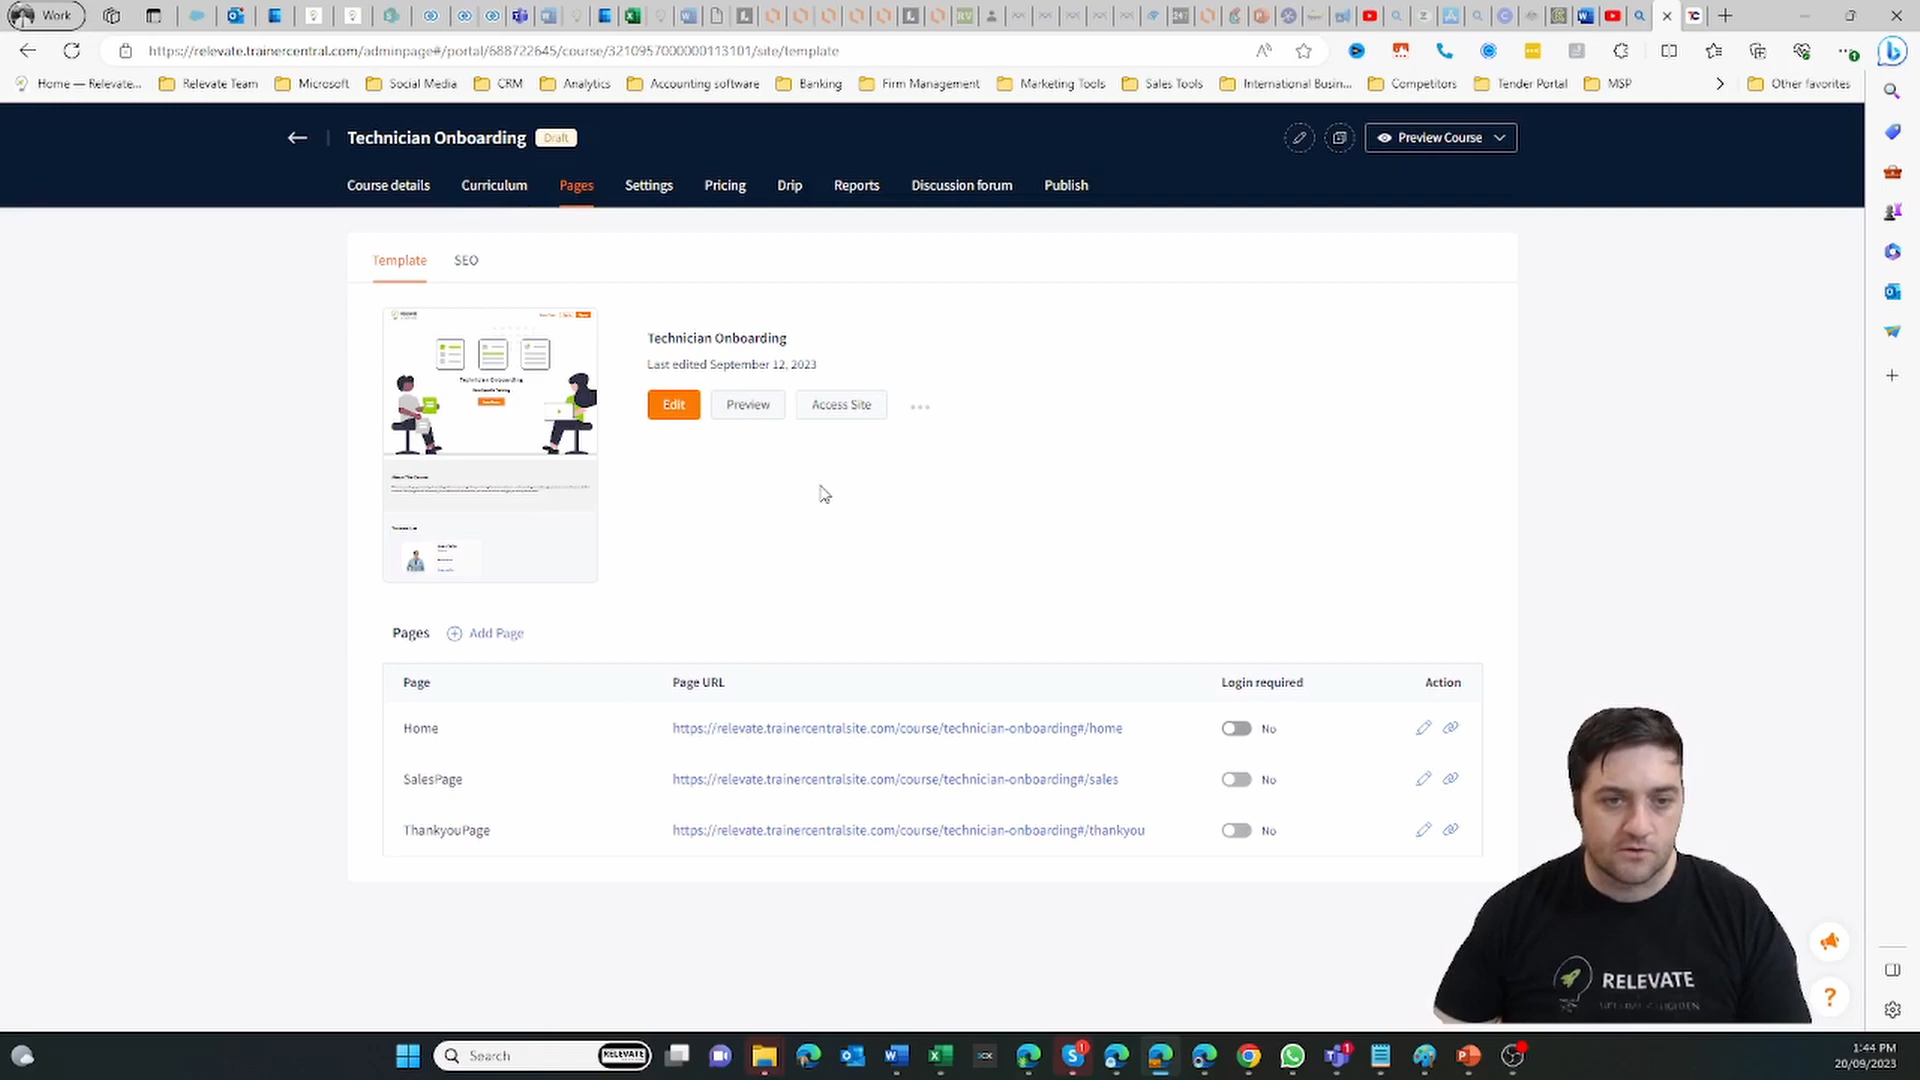 Work
https://relevate.trainercentral.com/adminpage#/portal/688722645/course/3210957000000113101/site/template
Home — Relevate... Relevate Team Microsoft Social Media CRM Analytics Accounting software Banking Firm Management Marketing Tools Sales Tools International Busin... Competitors Tender Portal MSP Other favorites
Technician Onboarding Draft
Preview Course
Course details Curriculum Pages Settings Pricing Drip Reports Discussion forum Publish
Template SEO
Technician Onboarding
Last edited September 12, 2023
Edit Preview Access Site
Technician Onboarding
About The Course
Pages Add Page
Page Page URL Login required Action
Home https://relevate.trainercentralsite.com/course/technician-onboarding#/home No
SalesPage https://relevate.trainercentralsite.com/course/technician-onboarding#/sales No
ThankyouPage https://relevate.trainercentralsite.com/course/technician-onboarding#/thankyou No
RELEVATE
?
Search RELEVATE
1:44 PM
20/09/2023